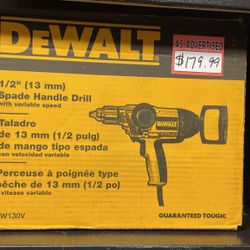 DEWALT
AS ADVERTISED
$179.99
1/2" (13 mm)
Spade Handle Drill
with variable speed
Taladro
de 13 mm (1/2 pulg)
de mango tipo espada
con velocidad variable
Perceuse à poignée type
bêche de 13 mm (1/2 po)
vitesse variable
DEWALT
W130V
GUARANTEED TOUGH.